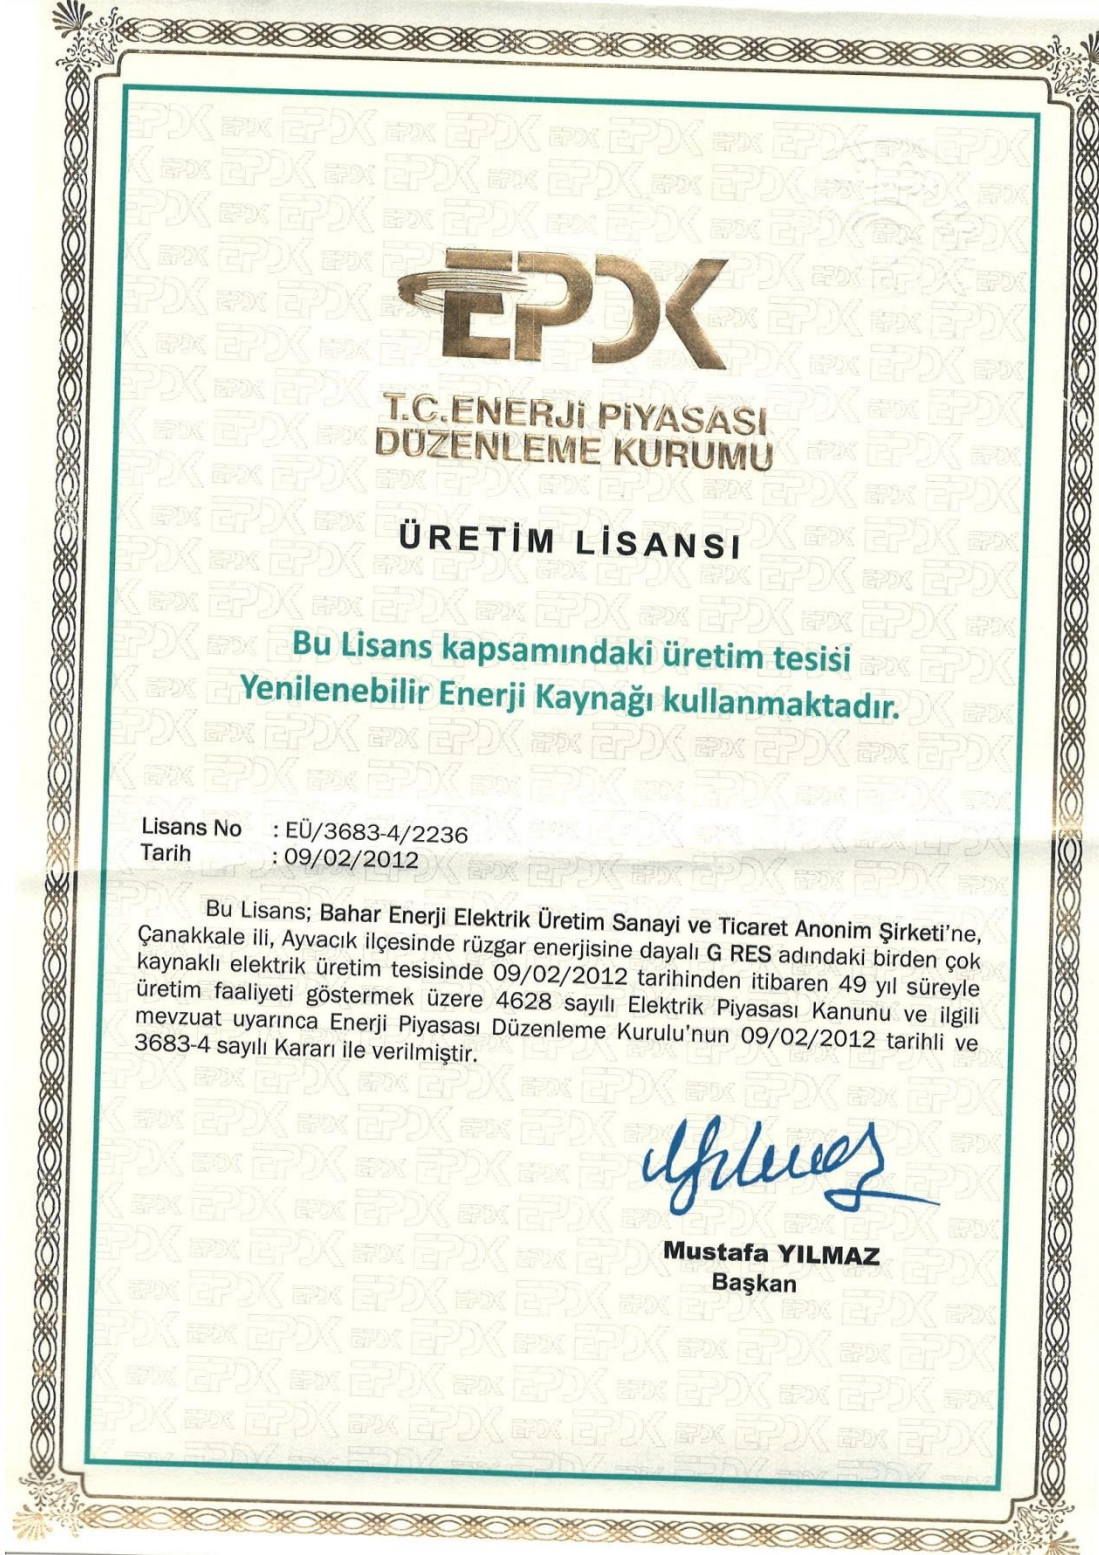 EPDK
T.C.ENERJİ PİYASASI
DÜZENLEME KURUMU
ÜRETİM LİSANSI
Bu Lisans kapsamındaki üretim tesisi
Yenilenebilir Enerji Kaynağı kullanmaktadır.
Lisans No : EÜ/3683-4/2236
Tarih : 09/02/2012
Bu Lisans; Bahar Enerji Elektrik Üretim Sanayi ve Ticaret Anonim Şirketi'ne,
Çanakkale ili, Ayvacık ilçesinde rüzgar enerjisine dayalı G RES adındaki birden çok
kaynaklı elektrik üretim tesisinde 09/02/2012 tarihinden itibaren 49 yıl süreyle
üretim faaliyeti göstermek üzere 4628 sayılı Elektrik Piyasası Kanunu ve ilgili
mevzuat uyarınca Enerji Piyasası Düzenleme Kurulu'nun 09/02/2012 tarihli ve
3683-4 sayılı Kararı ile verilmiştir.
Mustafa YILMAZ
Başkan